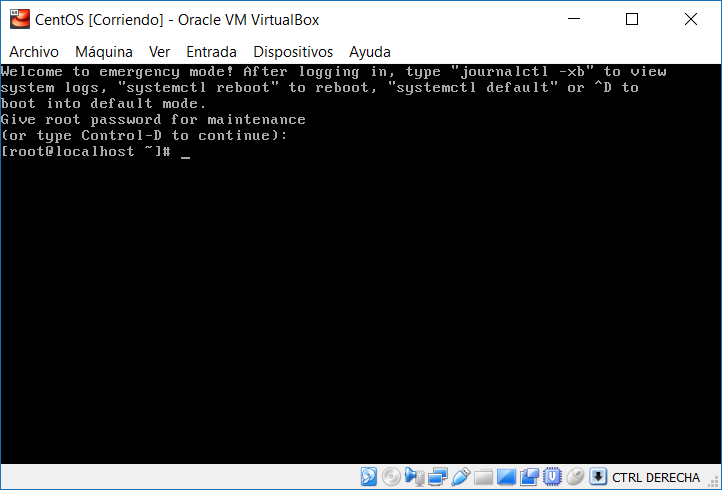 CentOS [Corriendo] - Oracle VM VirtualBox
Archivo Máquina Ver Entrada Dispositivos Ayuda
Welcome to emergency mode! After logging in, type "journalctl -xb" to view
system logs, "systemctl reboot" to reboot, "systemctl default" or ^D to
boot into default mode.
Give root password for maintenance
(or type Control-D to continue):
[root@localhost ~]# _
CTRL DERECHA